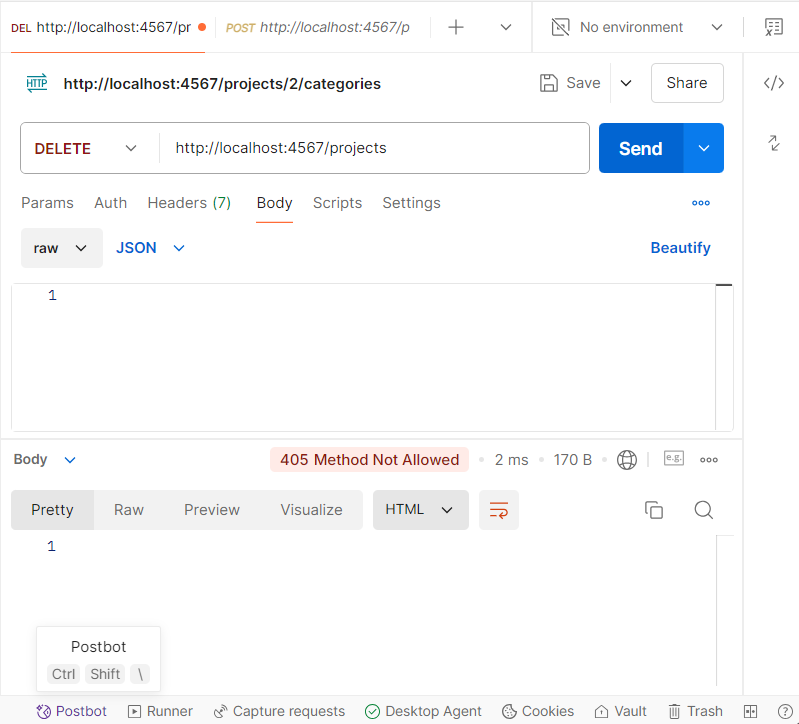 DEL http://localhost:4567/pr POST http://localhost:4567/p No environment
HTTP http://localhost:4567/projects/2/categories Save Share
DELETE http://localhost:4567/projects Send
Params Auth Headers (7) Body Scripts Settings
raw JSON Beautify
1
Body 405 Method Not Allowed 2 ms 170 B e.g.
Pretty Raw Preview Visualize HTML
1
Postbot
Ctrl Shift \
Postbot Runner Capture requests Desktop Agent Cookies Vault Trash